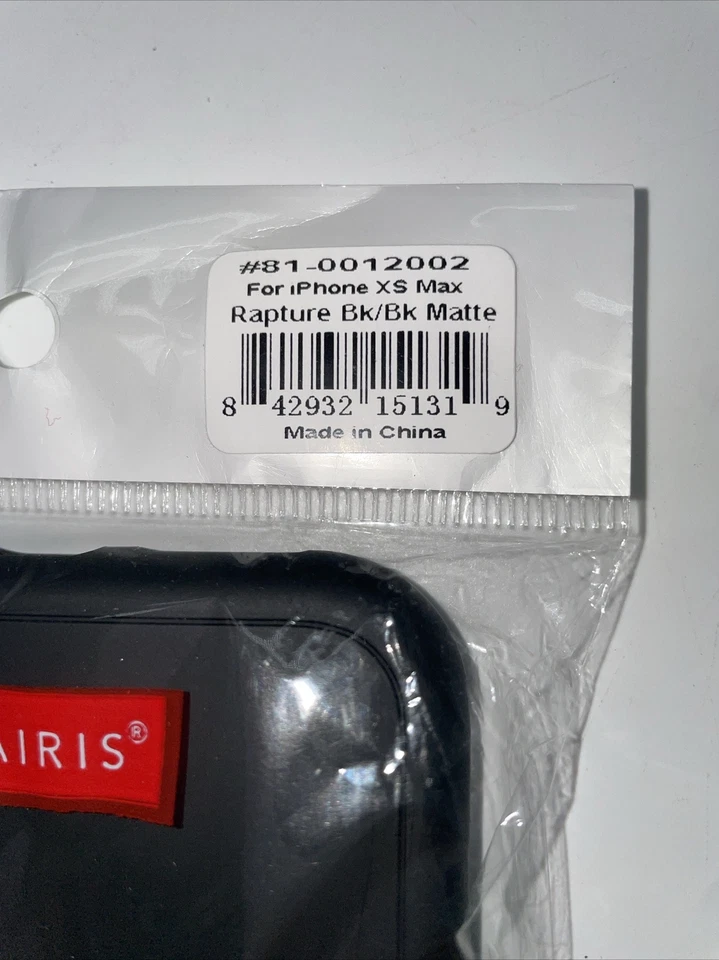 #81-0012002
For iPhone XS Max
Rapture Bk/Bk Matte
8 42932 15131 9
Made in China
AIRIS®